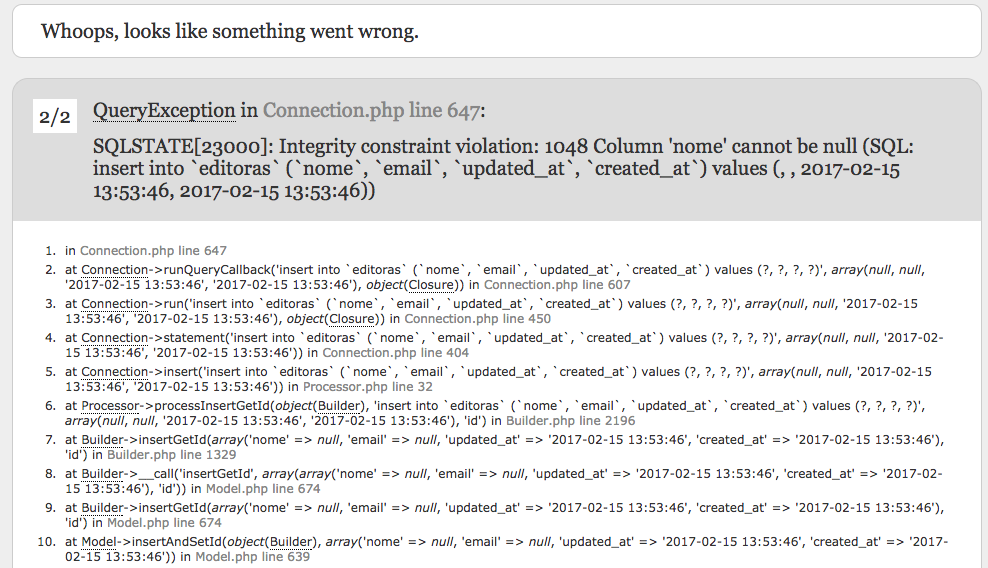 Whoops, looks like something went wrong.
2/2
QueryException in Connection.php line 647:
SQLSTATE[23000]: Integrity constraint violation: 1048 Column 'nome' cannot be null (SQL:
insert into `editoras` (`nome`, `email`, `updated_at`, `created_at`) values (, , 2017-02-15
13:53:46, 2017-02-15 13:53:46))
1. in Connection.php line 647
2. at Connection->runQueryCallback('insert into `editoras` (`nome`, `email`, `updated_at`, `created_at`) values (?, ?, ?, ?)', array(null, null,
'2017-02-15 13:53:46', '2017-02-15 13:53:46'), object(Closure)) in Connection.php line 607
3. at Connection->run('insert into `editoras` (`nome`, `email`, `updated_at`, `created_at`) values (?, ?, ?, ?)', array(null, null, '2017-02-15
13:53:46', '2017-02-15 13:53:46'), object(Closure)) in Connection.php line 450
4. at Connection->statement('insert into `editoras` (`nome`, `email`, `updated_at`, `created_at`) values (?, ?, ?, ?)', array(null, null, '2017-02-
15 13:53:46', '2017-02-15 13:53:46')) in Connection.php line 404
5. at Connection->insert('insert into `editoras` (`nome`, `email`, `updated_at`, `created_at`) values (?, ?, ?, ?)', array(null, null, '2017-02-15
13:53:46', '2017-02-15 13:53:46')) in Processor.php line 32
6. at Processor->processInsertGetId(object(Builder), 'insert into `editoras` (`nome`, `email`, `updated_at`, `created_at`) values (?, ?, ?, ?)',
array(null, null, '2017-02-15 13:53:46', '2017-02-15 13:53:46'), 'id') in Builder.php line 2196
7. at Builder->insertGetId(array('nome' => null, 'email' => null, 'updated_at' => '2017-02-15 13:53:46', 'created_at' => '2017-02-15 13:53:46'),
'id') in Builder.php line 1329
8. at Builder->__call('insertGetId', array(array('nome' => null, 'email' => null, 'updated_at' => '2017-02-15 13:53:46', 'created_at' => '2017-02-
15 13:53:46'), 'id')) in Model.php line 674
9. at Builder->insertGetId(array('nome' => null, 'email' => null, 'updated_at' => '2017-02-15 13:53:46', 'created_at' => '2017-02-15 13:53:46'),
'id') in Model.php line 674
10. at Model->insertAndSetId(object(Builder), array('nome' => null, 'email' => null, 'updated_at' => '2017-02-15 13:53:46', 'created_at' => '2017-
02-15 13:53:46')) in Model.php line 639